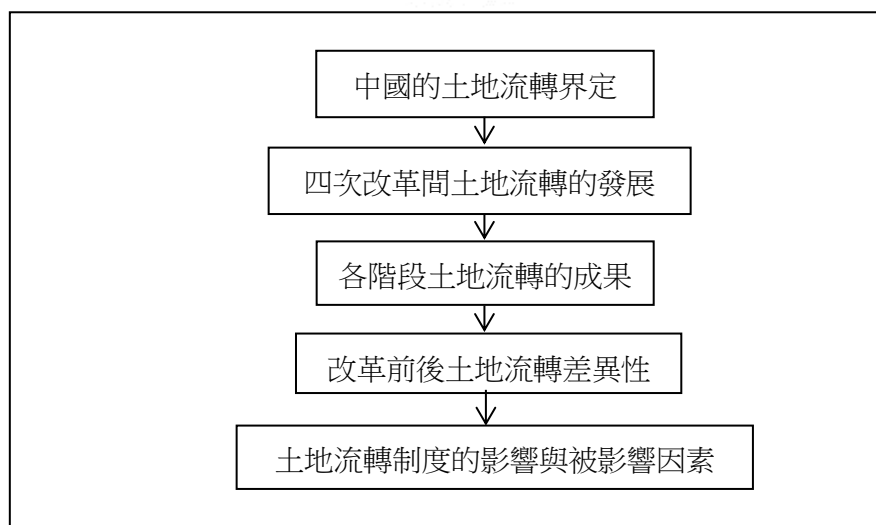 中國的土地流轉界定
四次改革間土地流轉的發展
各階段土地流轉的成果
改革前後土地流轉差異性
土地流轉制度的影響與被影響因素